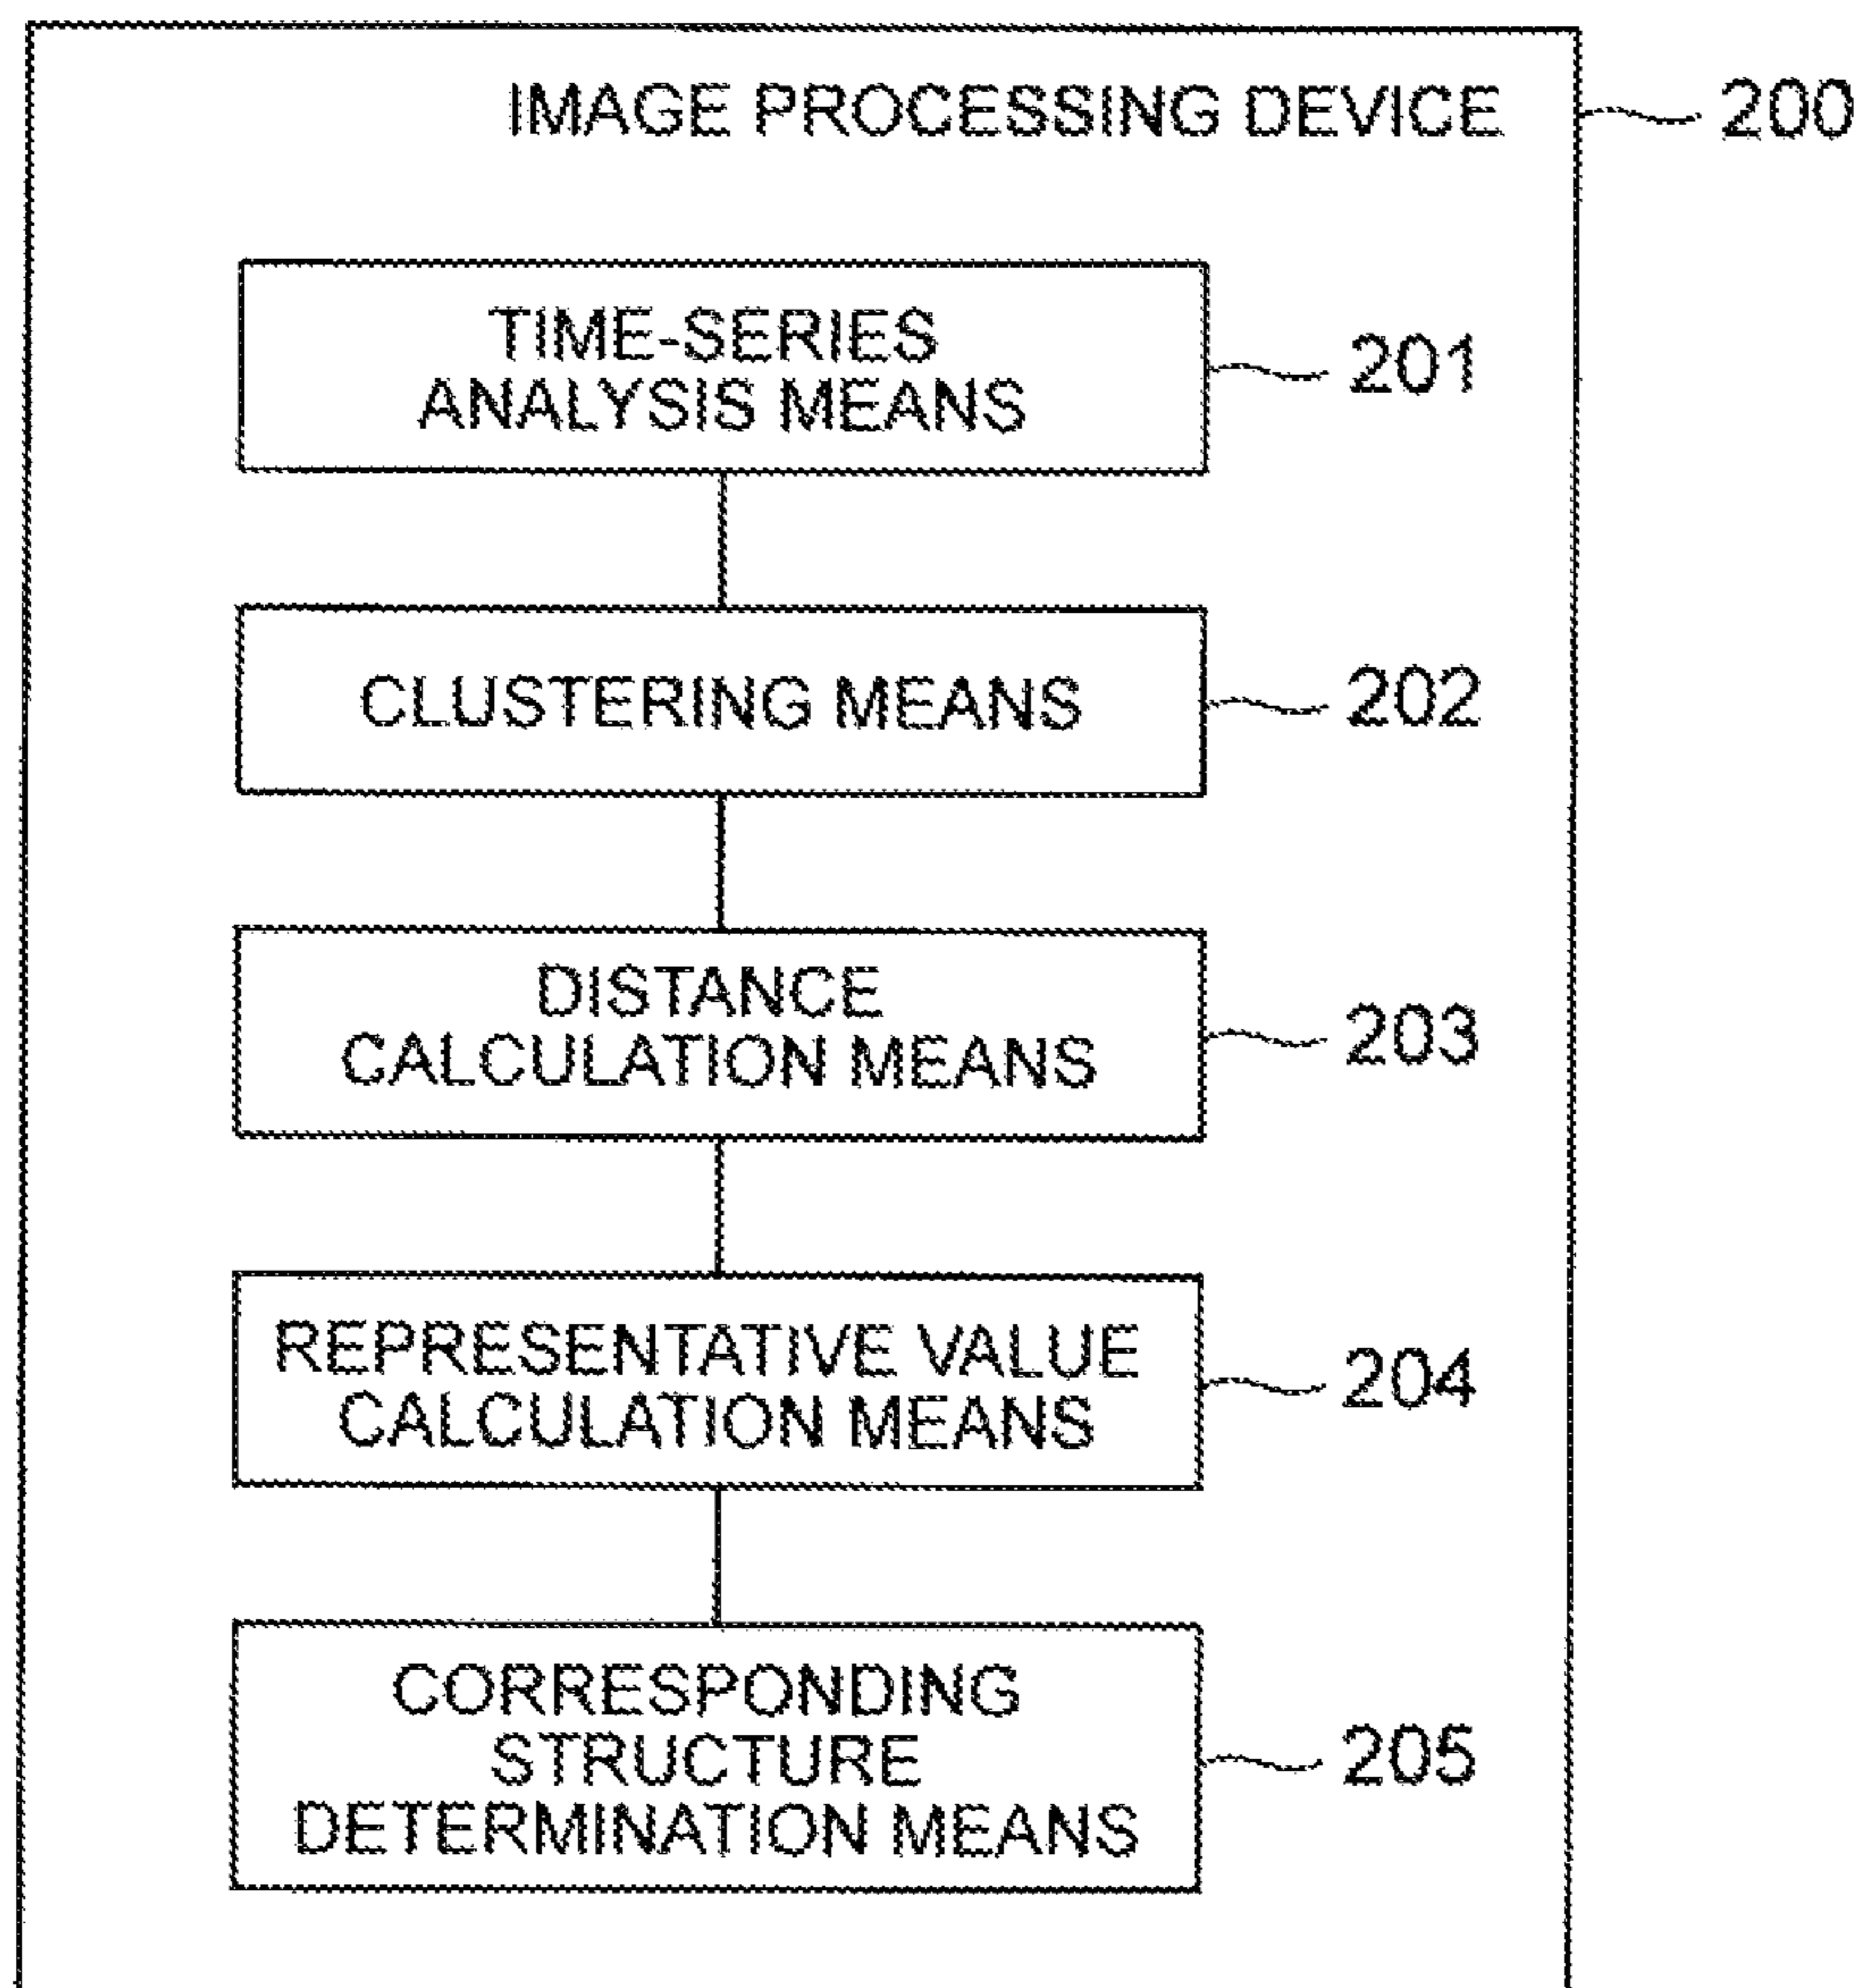 IMAGE PROCESSING DEVICE
200
TIME-SERIES
ANALYSIS MEANS
201
CLUSTERING MEANS
202
DISTANCE
CALCULATION MEANS
203
REPRESENTATIVE VALUE
CALCULATION MEANS
204
CORRESPONDING
STRUCTURE
DETERMINATION MEANS
205